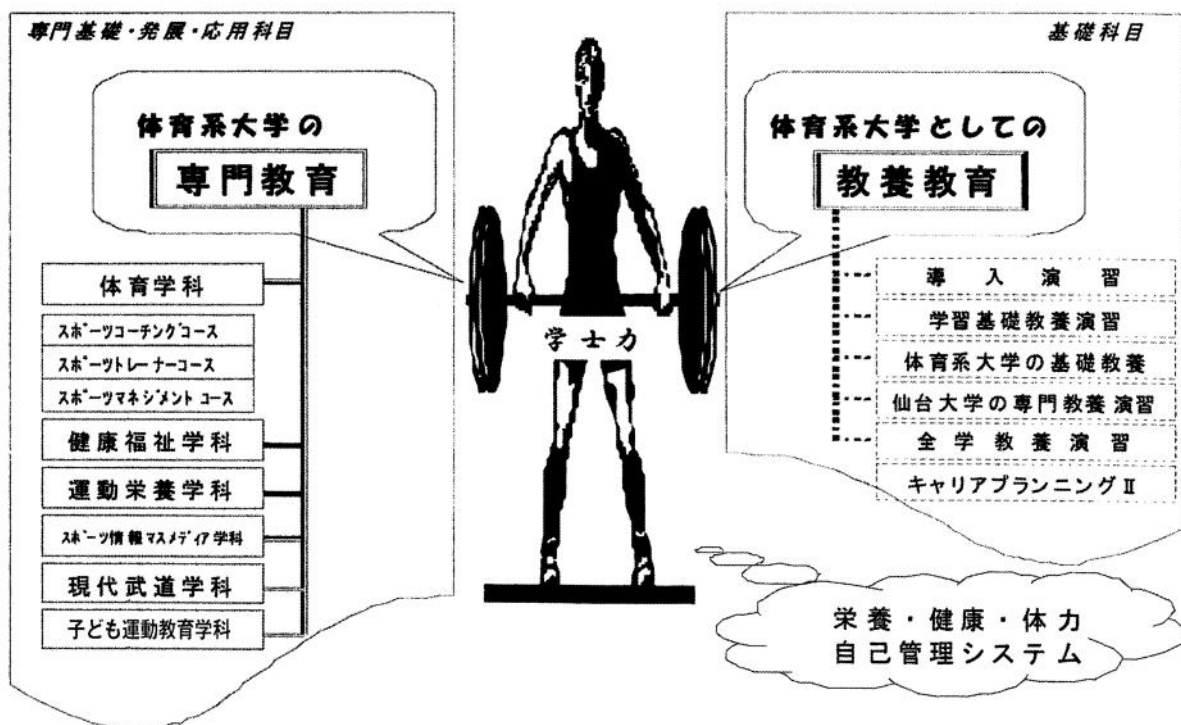 専門基礎・発展・応用科目
体育系大学の
専門教育
体育学科
スポーツコーチングコース
スポーツトレーナーコース
スポーツマネジメントコース
健康福祉学科
運動栄養学科
スポーツ情報マスメディア学科
現代武道学科
子ども運動教育学科
学士力
基礎科目
体育系大学としての
教養教育
導入演習
学習基礎教養演習
体育系大学の基礎教養
仙台大学の専門教養演習
全学教養演習
キャリアプランニングⅡ
栄養・健康・体力
自己管理システム